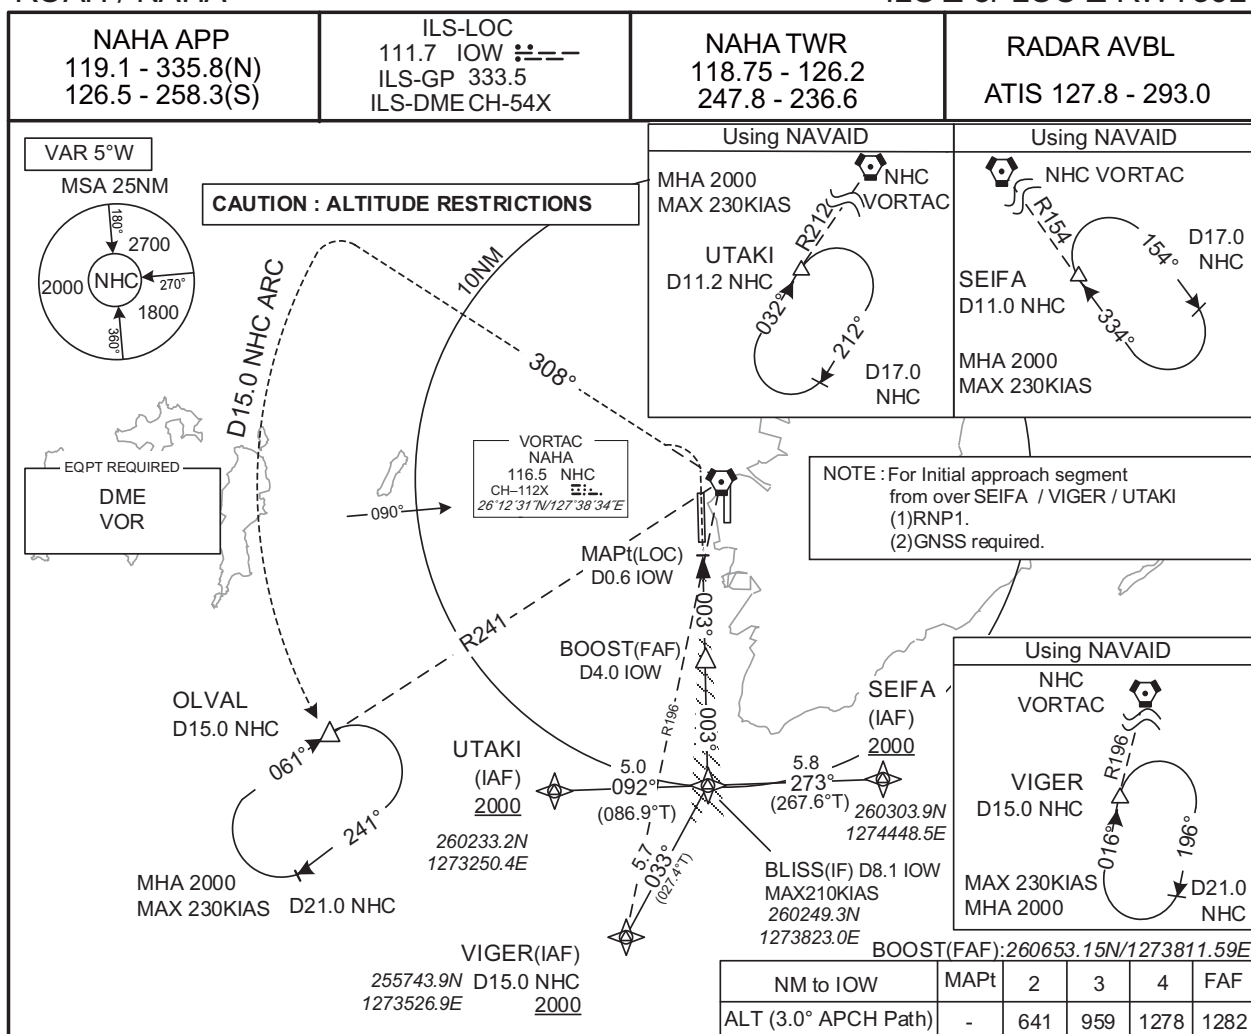 NAHA APP
119.1 - 335.8(N)
126.5 - 258.3(S)
ILS-LOC
111.7 IOW
ILS-GP 333.5
ILS-DME CH-54X
NAHA TWR
118.75 - 126.2
247.8 - 236.6
RADAR AVBL
ATIS 127.8 - 293.0
VAR 5°W
MSA 25NM
180°
2700
2000
NHC
270°
1800
360°
CAUTION : ALTITUDE RESTRICTIONS
Using NAVAID
MHA 2000
MAX 230KIAS
NHC
VORTAC
R212
UTAKI
D11.2 NHC
032°
212°
D17.0
NHC
Using NAVAID
NHC VORTAC
R154
154°
D17.0
NHC
SEIFA
D11.0 NHC
334°
MHA 2000
MAX 230KIAS
10NM
D15.0 NHC ARC
308°
EQPT REQUIRED
DME
VOR
090°
VORTAC
NAHA
116.5 NHC
CH–112X
26°12'31"N/127°38'34"E
NOTE : For Initial approach segment
from over SEIFA / VIGER / UTAKI
(1)RNP1.
(2)GNSS required.
MAPt(LOC)
D0.6 IOW
003°
R241
BOOST(FAF)
D4.0 IOW
R196
003°
OLVAL
D15.0 NHC
061°
241°
MHA 2000
MAX 230KIAS
D21.0 NHC
UTAKI
(IAF)
2000
260233.2N
1273250.4E
5.0
092°
(086.9°T)
5.8
273°
(267.6°T)
SEIFA
(IAF)
2000
260303.9N
1274448.5E
5.7
033°
(027.4°T)
BLISS(IF) D8.1 IOW
MAX210KIAS
260249.3N
1273823.0E
VIGER(IAF)
D15.0 NHC
2000
255743.9N
1273526.9E
Using NAVAID
NHC
VORTAC
R196
VIGER
D15.0 NHC
016°
196°
MAX 230KIAS
MHA 2000
D21.0
NHC
BOOST(FAF):260653.15N/1273811.59E
NM to IOW MAPt 2 3 4 FAF
ALT (3.0° APCH Path) - 641 959 1278 1282